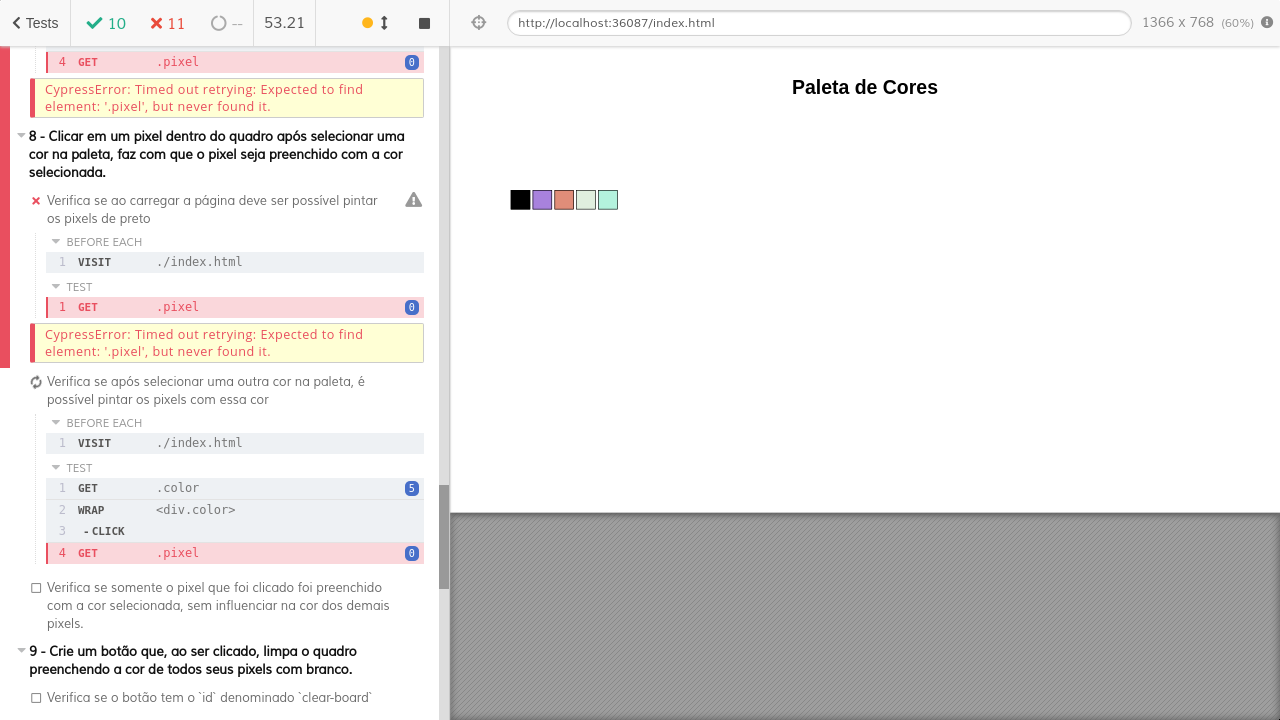 Tests
10
11
--
53.21
http://localhost:36087/index.html
1366 x 768 (60%)
4 GET .pixel 0
CypressError: Timed out retrying: Expected to find
element: '.pixel', but never found it.
8 - Clicar em um pixel dentro do quadro após selecionar uma
cor na paleta, faz com que o pixel seja preenchido com a cor
selecionada.
Verifica se ao carregar a página deve ser possível pintar
os pixels de preto
BEFORE EACH
1 VISIT ./index.html
TEST
1 GET .pixel 0
CypressError: Timed out retrying: Expected to find
element: '.pixel', but never found it.
Verifica se após selecionar uma outra cor na paleta, é
possível pintar os pixels com essa cor
BEFORE EACH
1 VISIT ./index.html
TEST
1 GET .color 5
2 WRAP <div.color>
3 -CLICK
4 GET .pixel 0
Verifica se somente o pixel que foi clicado foi preenchido
com a cor selecionada, sem influenciar na cor dos demais
pixels.
9 - Crie um botão que, ao ser clicado, limpa o quadro
preenchendo a cor de todos seus pixels com branco.
Verifica se o botão tem o `id` denominado `clear-board`
Paleta de Cores